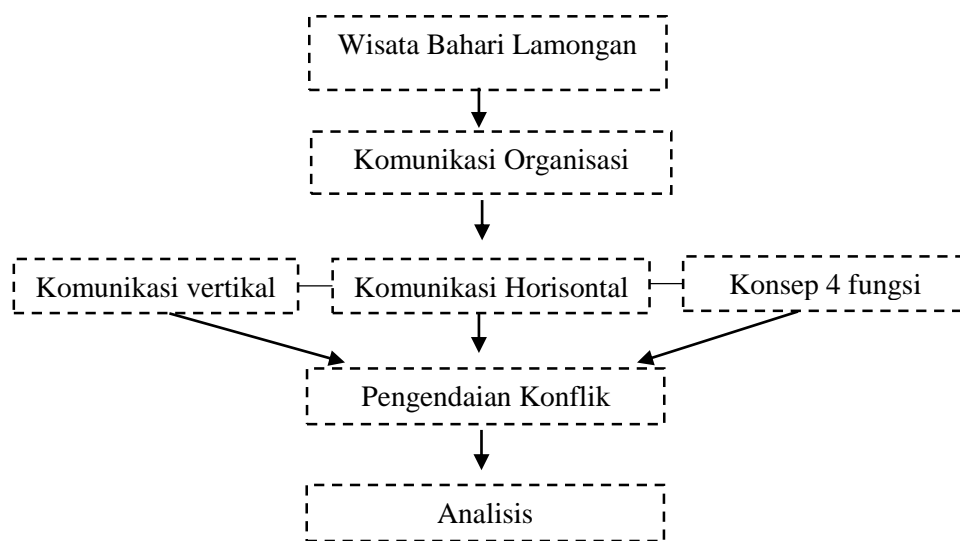 Wisata Bahari Lamongan
Komunikasi Organisasi
Komunikasi vertikal
Komunikasi Horisontal
Konsep 4 fungsi
Pengendaian Konflik
Analisis